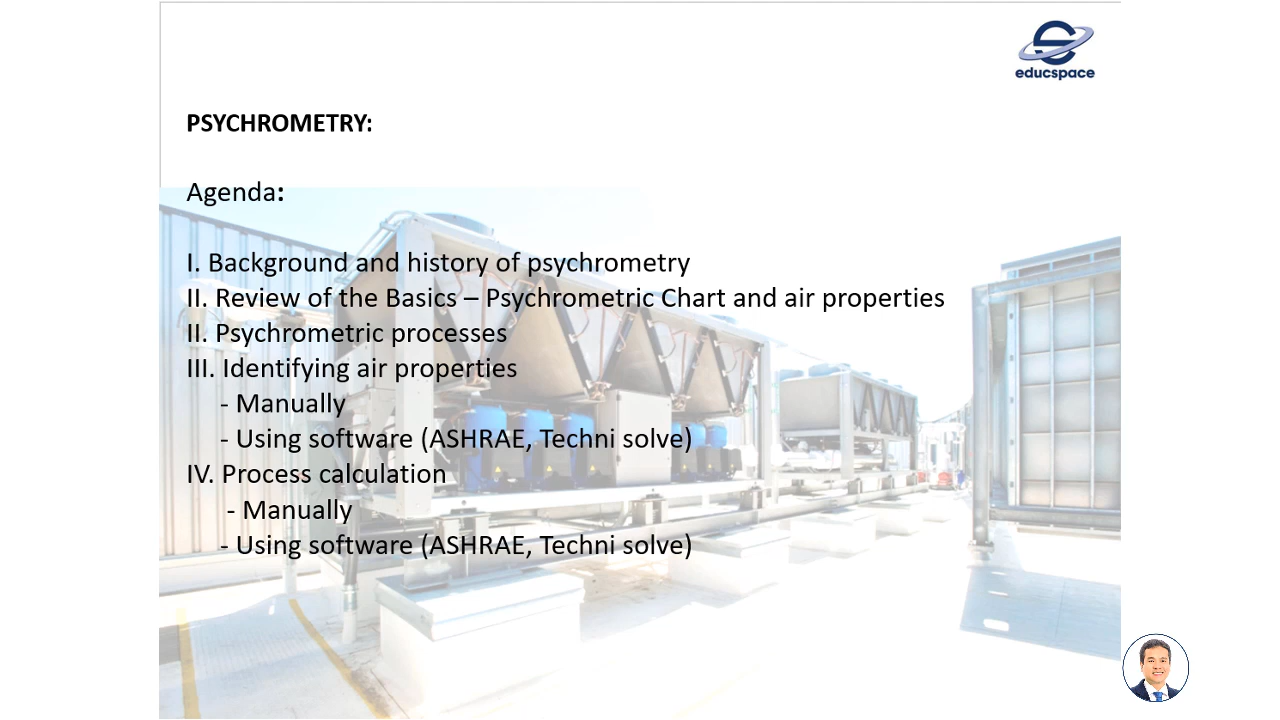 educspace
PSYCHROMETRY:
Agenda:
I. Background and history of psychrometry
II. Review of the Basics – Psychrometric Chart and air properties
II. Psychrometric processes
III. Identifying air properties
- Manually
- Using software (ASHRAE, Techni solve)
IV. Process calculation
- Manually
- Using software (ASHRAE, Techni solve)